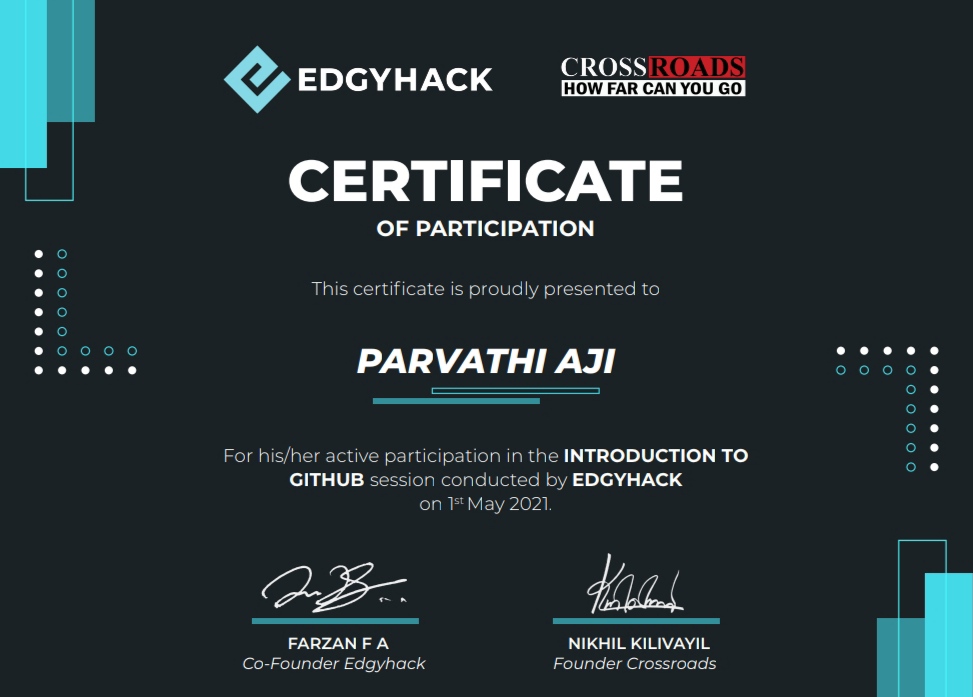 EDGYHACK
CROSSROADS
HOW FAR CAN YOU GO
CERTIFICATE
OF PARTICIPATION
This certificate is proudly presented to
PARVATHI AJI
For his/her active participation in the INTRODUCTION TO
GITHUB session conducted by EDGYHACK
on 1st May 2021.
FARZAN F A
Co-Founder Edgyhack
NIKHIL KILIVAYIL
Founder Crossroads